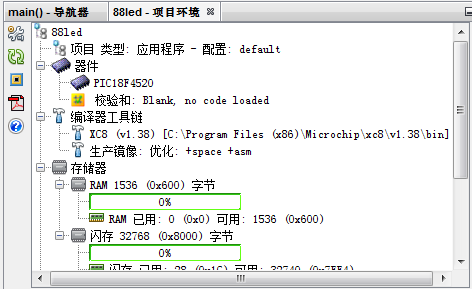 main() - 导航器
88led - 项目环境
88led
项目 类型: 应用程序 - 配置: default
器件
PIC18F4520
校验和: Blank, no code loaded
编译器工具链
XC8 (v1.38) [C:\Program Files (x86)\Microchip\xc8\v1.38\bin]
生产镜像: 优化: +space +asm
存储器
RAM 1536 (0x600) 字节
0%
RAM 已用: 0 (0x0) 可用: 1536 (0x600)
闪存 32768 (0x8000) 字节
0%
闪存 已用: 28 (0x1C) 可用: 32740 (0x7FE4)